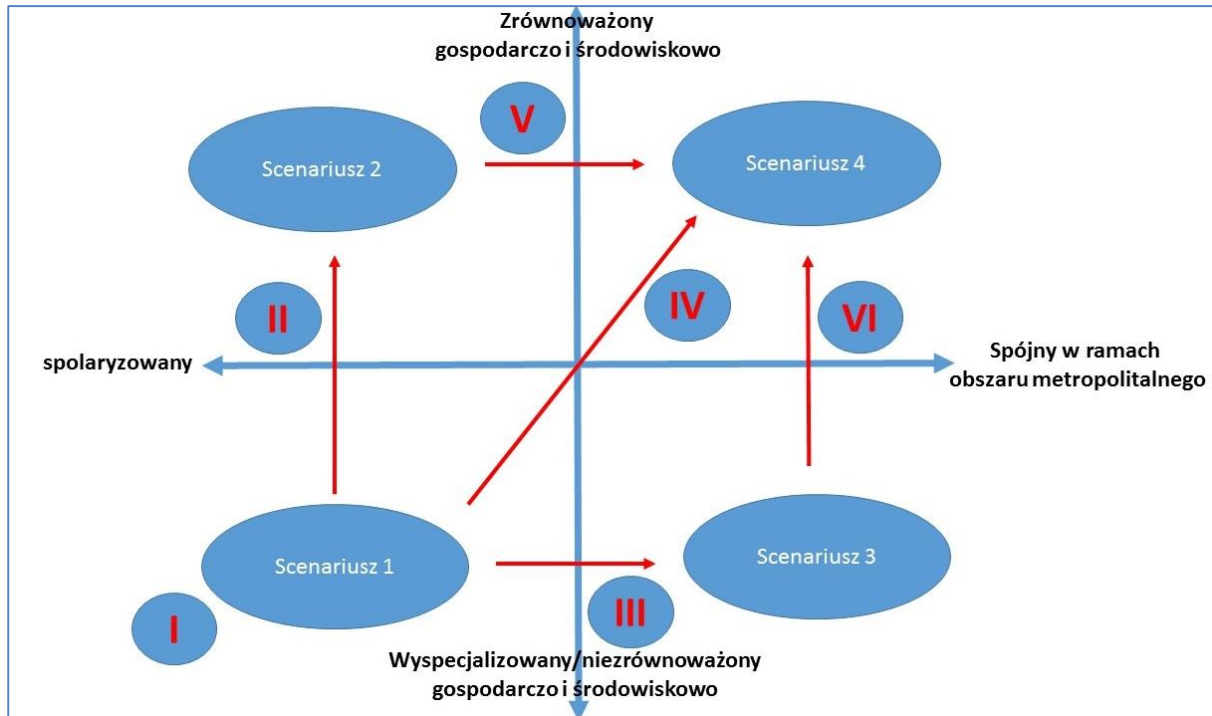 Zrównoważony
gospodarczo i środowiskowo
V
Scenariusz 2
Scenariusz 4
II
IV
VI
spolaryzowany
Spójny w ramach
obszaru metropolitalnego
Scenariusz 1
Scenariusz 3
I
III
Wyspecjalizowany/niezrównoważony
gospodarczo i środowiskowo